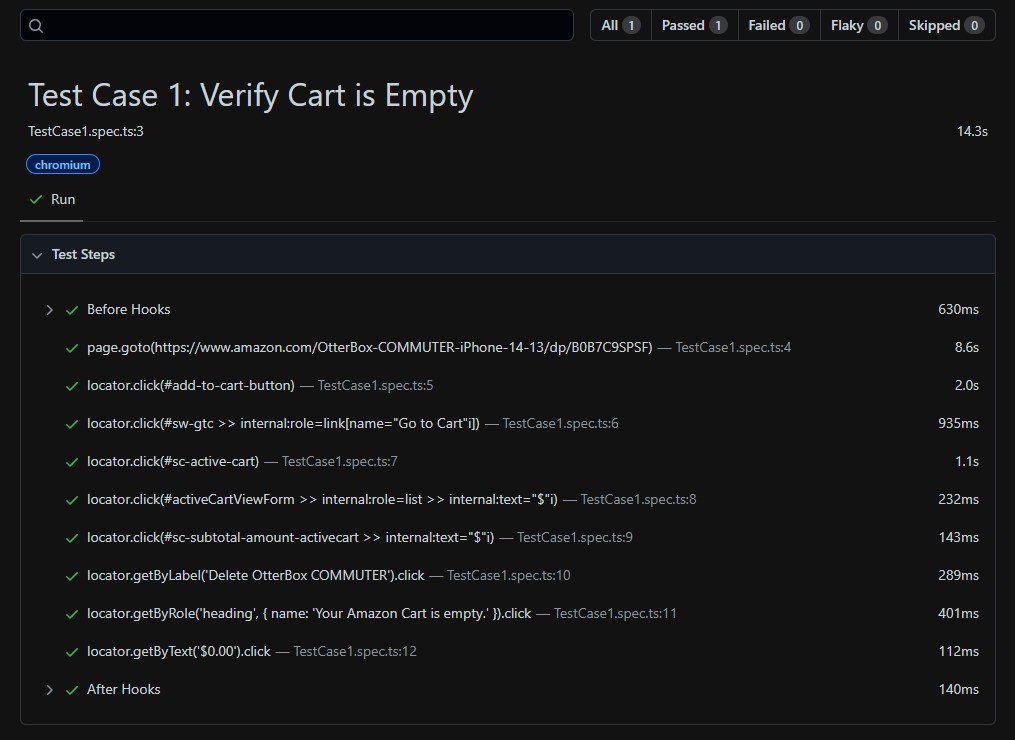 All 1 Passed 1 Failed 0 Flaky 0 Skipped 0
Test Case 1: Verify Cart is Empty
TestCase1.spec.ts:3 14.3s
chromium
Run
Test Steps
Before Hooks 630ms
page.goto(https://www.amazon.com/OtterBox-COMMUTER-iPhone-14-13/dp/B0B7C9SPSF) — TestCase1.spec.ts:4 8.6s
locator.click(#add-to-cart-button) — TestCase1.spec.ts:5 2.0s
locator.click(#sw-gtc >> internal:role=link[name="Go to Cart"i]) — TestCase1.spec.ts:6 935ms
locator.click(#sc-active-cart) — TestCase1.spec.ts:7 1.1s
locator.click(#activeCartViewForm >> internal:role=list >> internal:text="$"i) — TestCase1.spec.ts:8 232ms
locator.click(#sc-subtotal-amount-activecart >> internal:text="$"i) — TestCase1.spec.ts:9 143ms
locator.getByLabel('Delete OtterBox COMMUTER').click — TestCase1.spec.ts:10 289ms
locator.getByRole('heading', { name: 'Your Amazon Cart is empty.' }).click — TestCase1.spec.ts:11 401ms
locator.getByText('$0.00').click — TestCase1.spec.ts:12 112ms
After Hooks 140ms